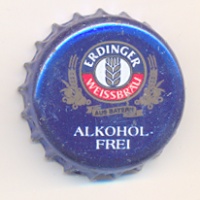 ERDINGER
WEISSBRÄU
AUS BAYERN
ALKOHOL-
FREI